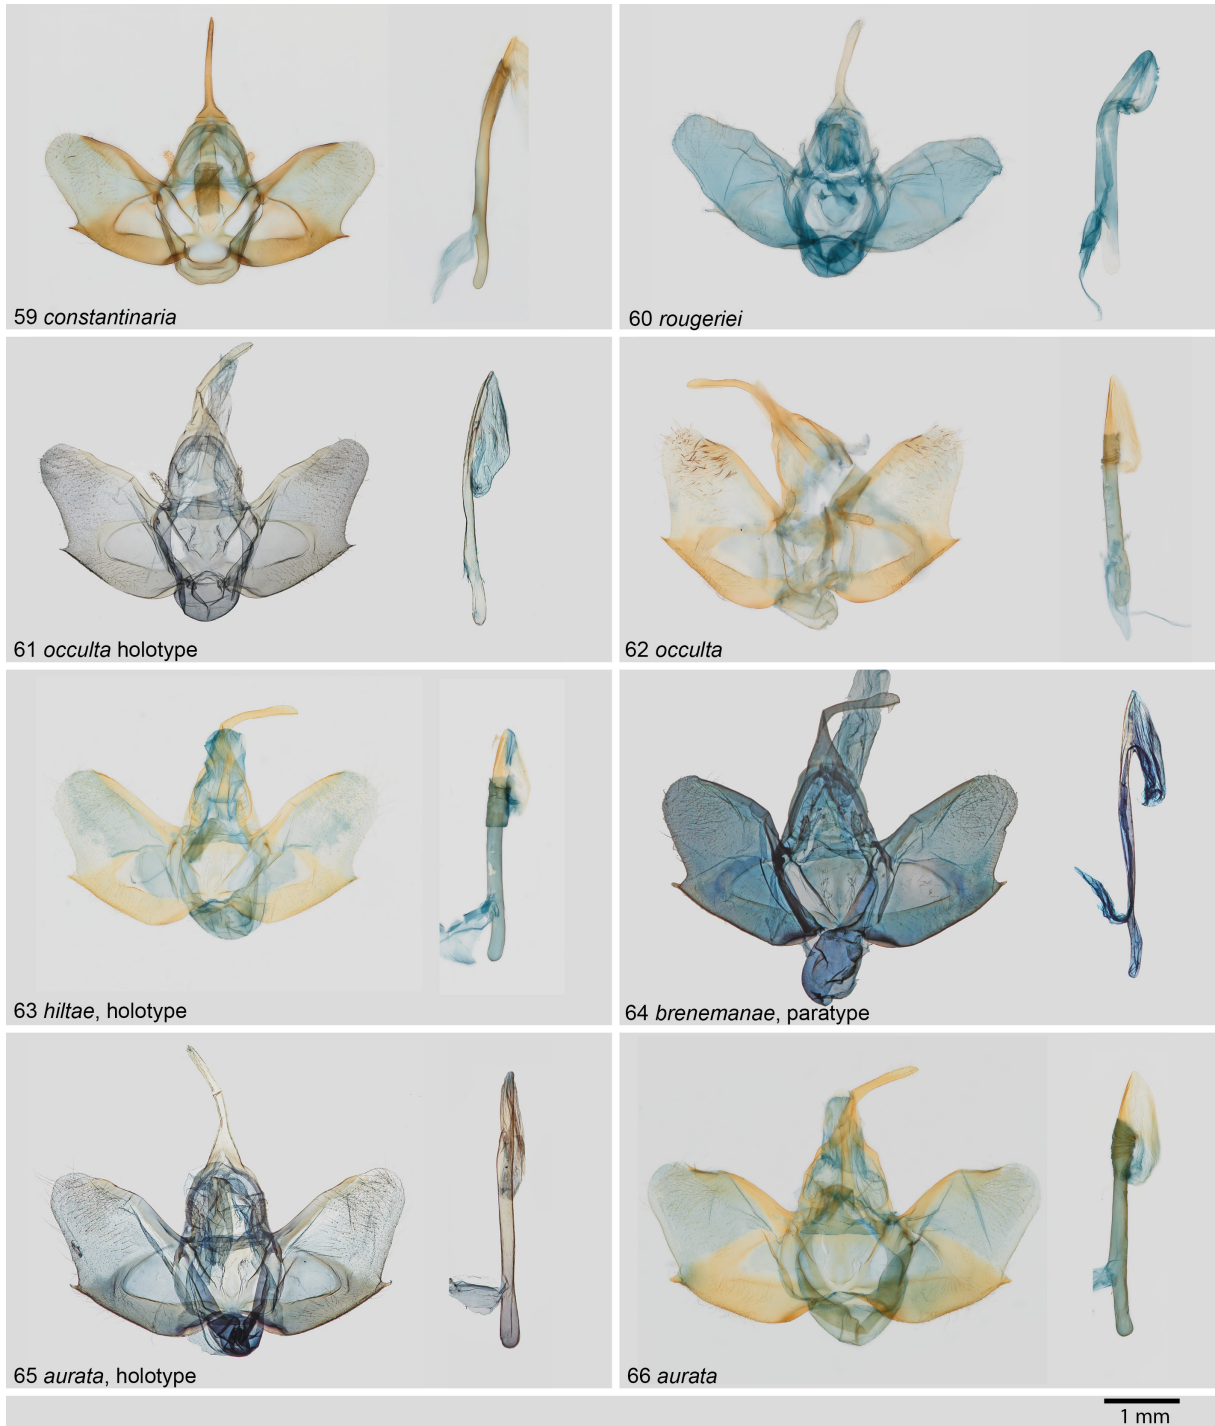 59 constantinaria
60 rougeriei
61 occulta holotype
62 occulta
63 hiltae, holotype
64 brenemanae, paratype
65 aurata, holotype
66 aurata
1 mm